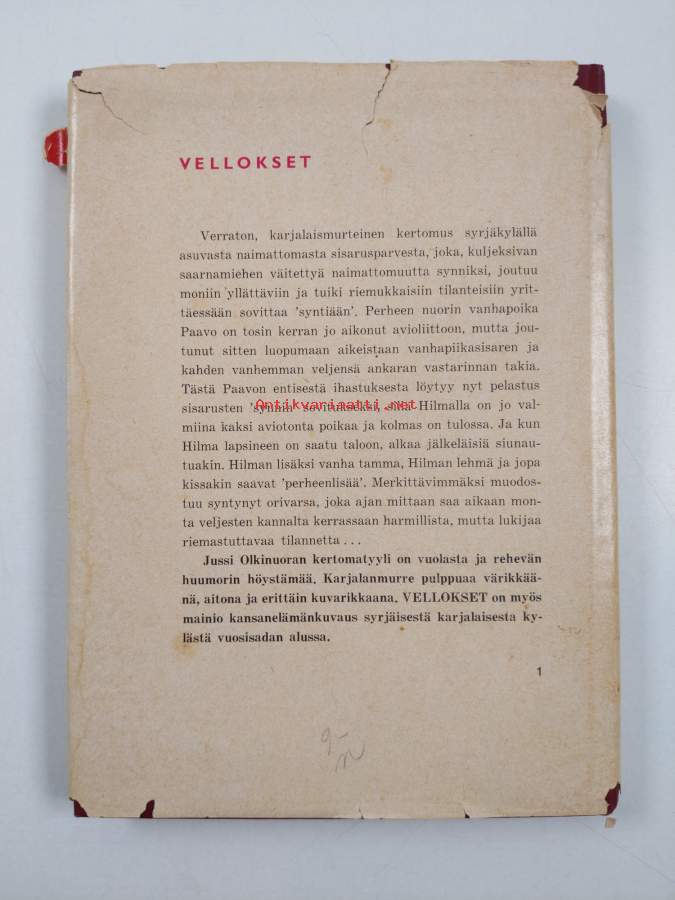 VELLOKSET
Verraton, karjalaismurteinen kertomus syrjäkylällä
asuvasta naimattomasta sisarusparvesta, joka, kuljeksivan
saarnamiehen väitettyä naimattomuutta synniksi, joutuu
moniin yllättäviin ja tuiki riemukkaisiin tilanteisiin yrit-
täessään sovittaa 'syntiään'. Perheen nuorin vanhapoika
Paavo on tosin kerran jo aikonut avioliittoon, mutta jou-
tunut sitten luopumaan aikeistaan vanhapiikasisaren ja
kahden vanhemman veljensä ankaran vastarinnan takia.
Tästä Paavon entisestä ihastuksesta löytyy nyt pelastus
sisarusten 'synnin' sovitukseksi, sillä Hilmalla on jo val-
Antikvariaatti.net
miina kaksi aviotonta poikaa ja kolmas on tulossa. Ja kun
Hilma lapsineen on saatu taloon, alkaa jälkeläisiä siunau-
tuakin. Hilman lisäksi vanha tamma, Hilman lehmä ja jopa
kissakin saavat 'perheenlisää'. Merkittävimmäksi muodos-
tuu syntynyt orivarsa, joka ajan mittaan saa aikaan mon-
ta veljesten kannalta kerrassaan harmillista, mutta lukijaa
riemastuttavaa tilannetta . . .
Jussi Olkinuoran kertomatyyli on vuolasta ja rehevän
huumorin höystämää. Karjalanmurre pulppuaa värikkää-
nä, aitona ja erittäin kuvarikkaana. VELLOKSET on myös
mainio kansanelämänkuvaus syrjäisestä karjalaisesta ky-
lästä vuosisadan alussa.
1